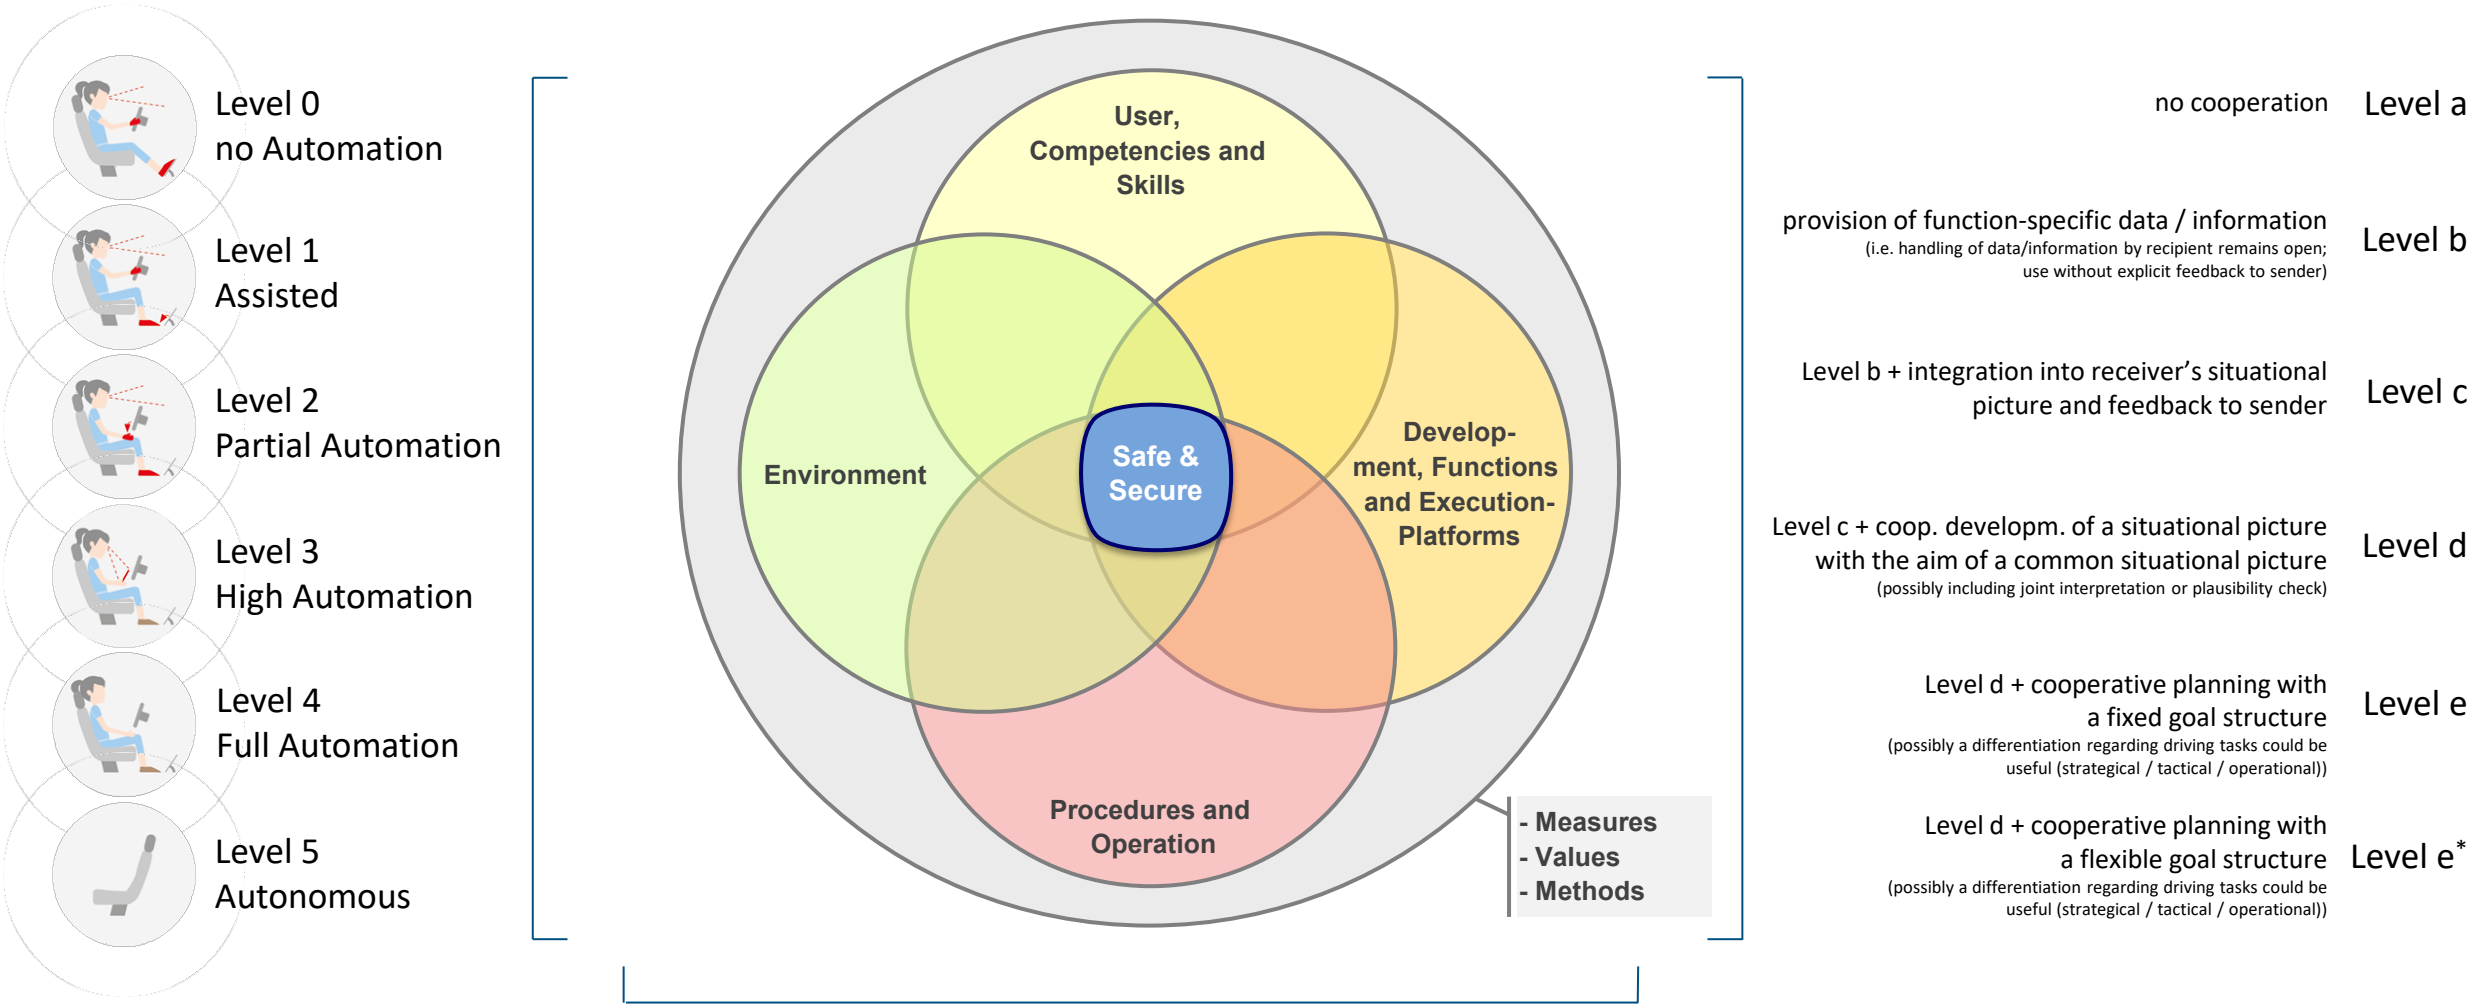 Level 0
no Automation
Level 1
Assisted
Level 2
Partial Automation
Level 3
High Automation
Level 4
Full Automation
Level 5
Autonomous
User,
Competencies and
Skills
Environment
Safe &
Secure
Develop-
ment, Functions
and Execution-
Platforms
Procedures and
Operation
- Measures
- Values
- Methods
no cooperation Level a
provision of function-specific data / information
(i.e. handling of data/information by recipient remains open;
use without explicit feedback to sender)
Level b
Level b + integration into receiver’s situational
picture and feedback to sender
Level c
Level c + coop. developm. of a situational picture
with the aim of a common situational picture
(possibly including joint interpretation or plausibility check)
Level d
Level d + cooperative planning with
a fixed goal structure
(possibly a differentiation regarding driving tasks could be
useful (strategical / tactical / operational))
Level e
Level d + cooperative planning with
a flexible goal structure
(possibly a differentiation regarding driving tasks could be
useful (strategical / tactical / operational))
Level e*